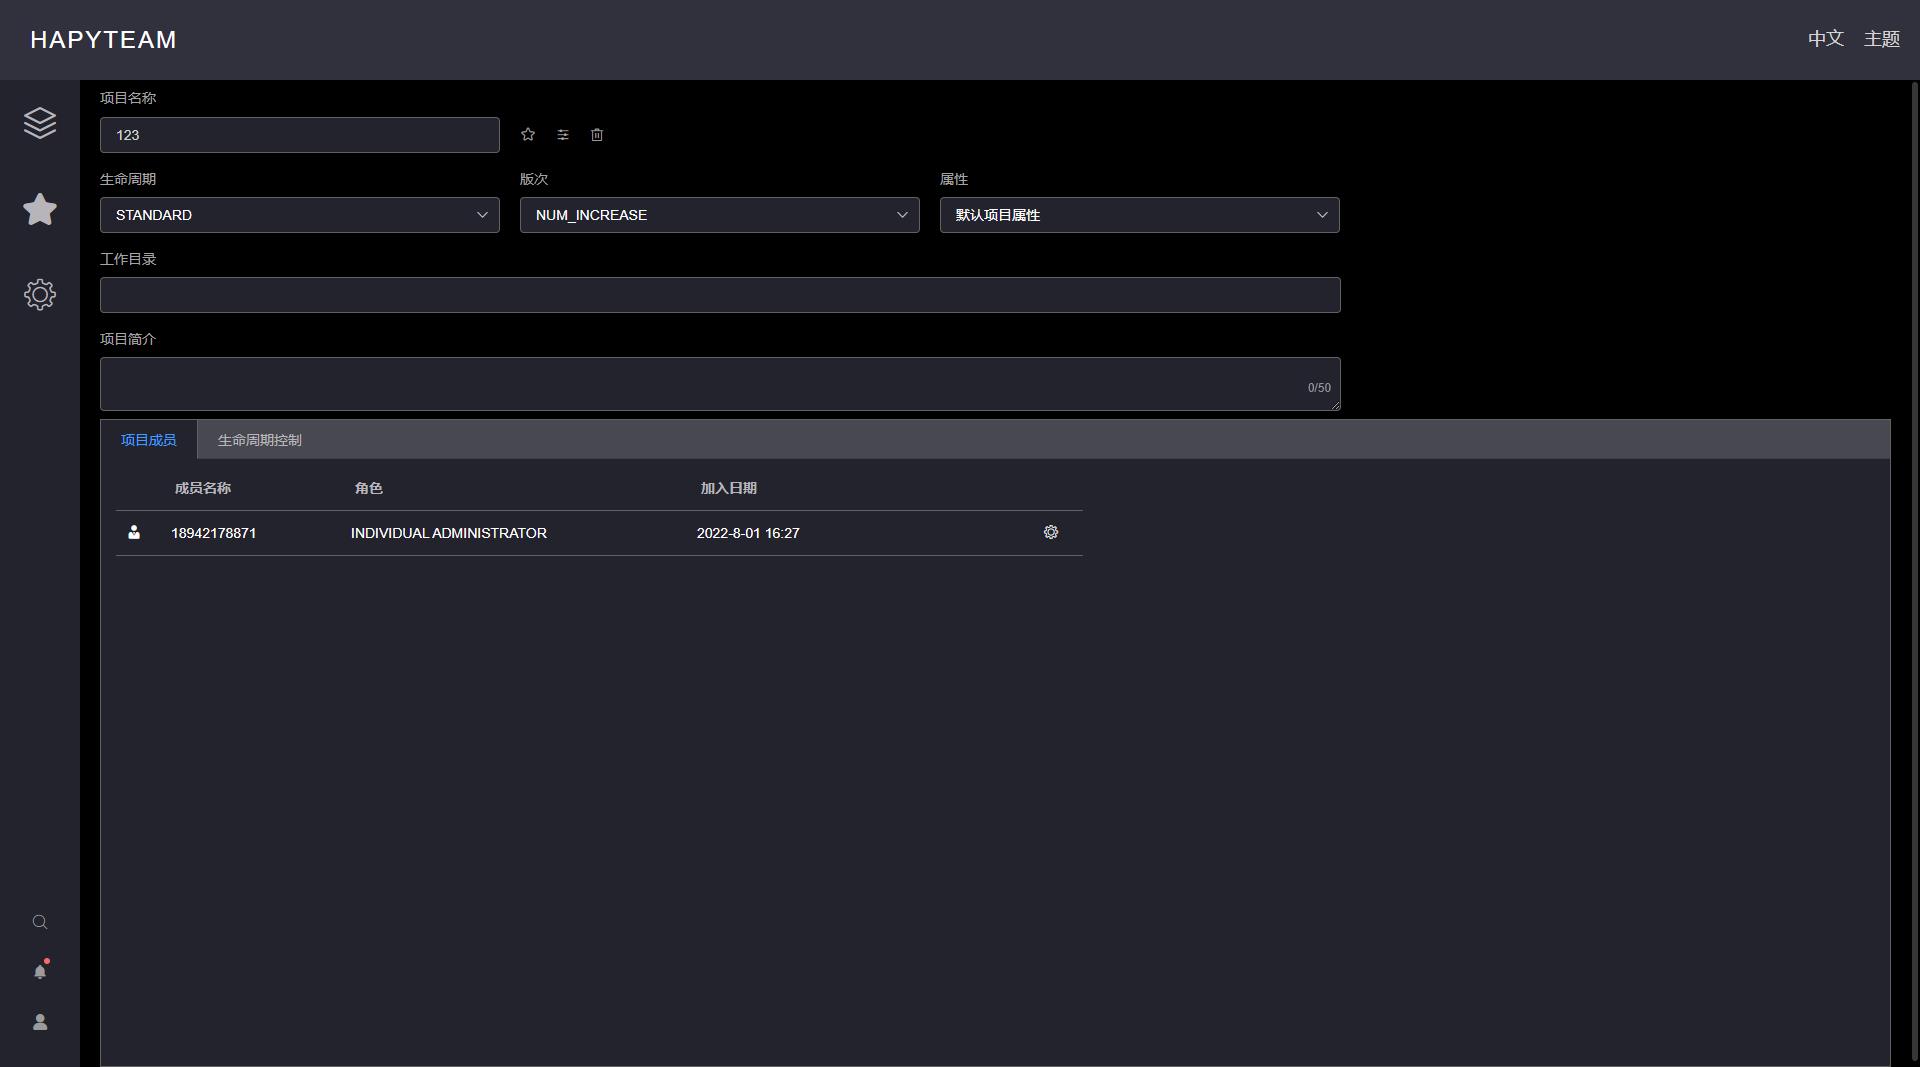 HAPYTEAM
中文 主题
项目名称
123
生命周期 版次 属性
STANDARD NUM_INCREASE 默认项目属性
工作目录
项目简介
0/50
项目成员 生命周期控制
成员名称 角色 加入日期
18942178871 INDIVIDUAL ADMINISTRATOR 2022-8-01 16:27